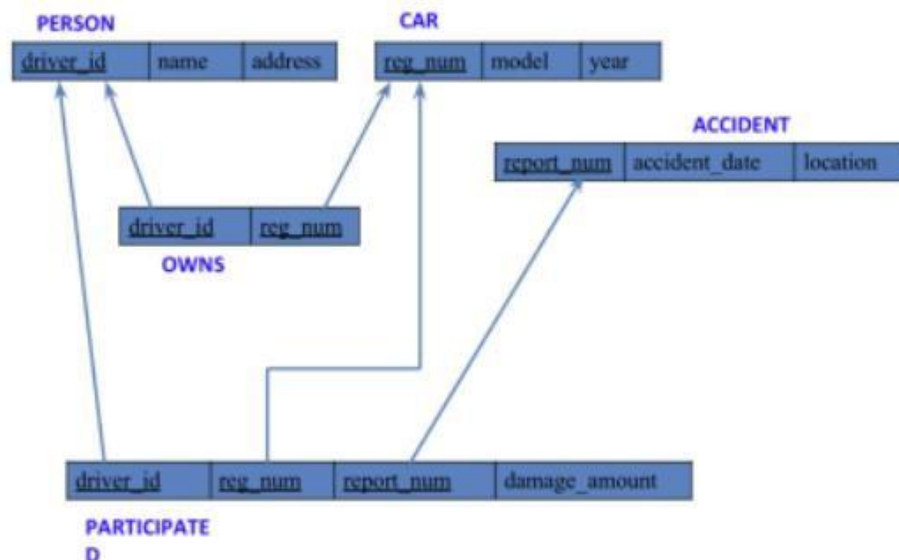 PERSON
CAR
driver_id name address
reg_num model year
ACCIDENT
report_num accident_date location
driver_id reg_num
OWNS
driver_id reg_num report_num damage_amount
PARTICIPATE
D